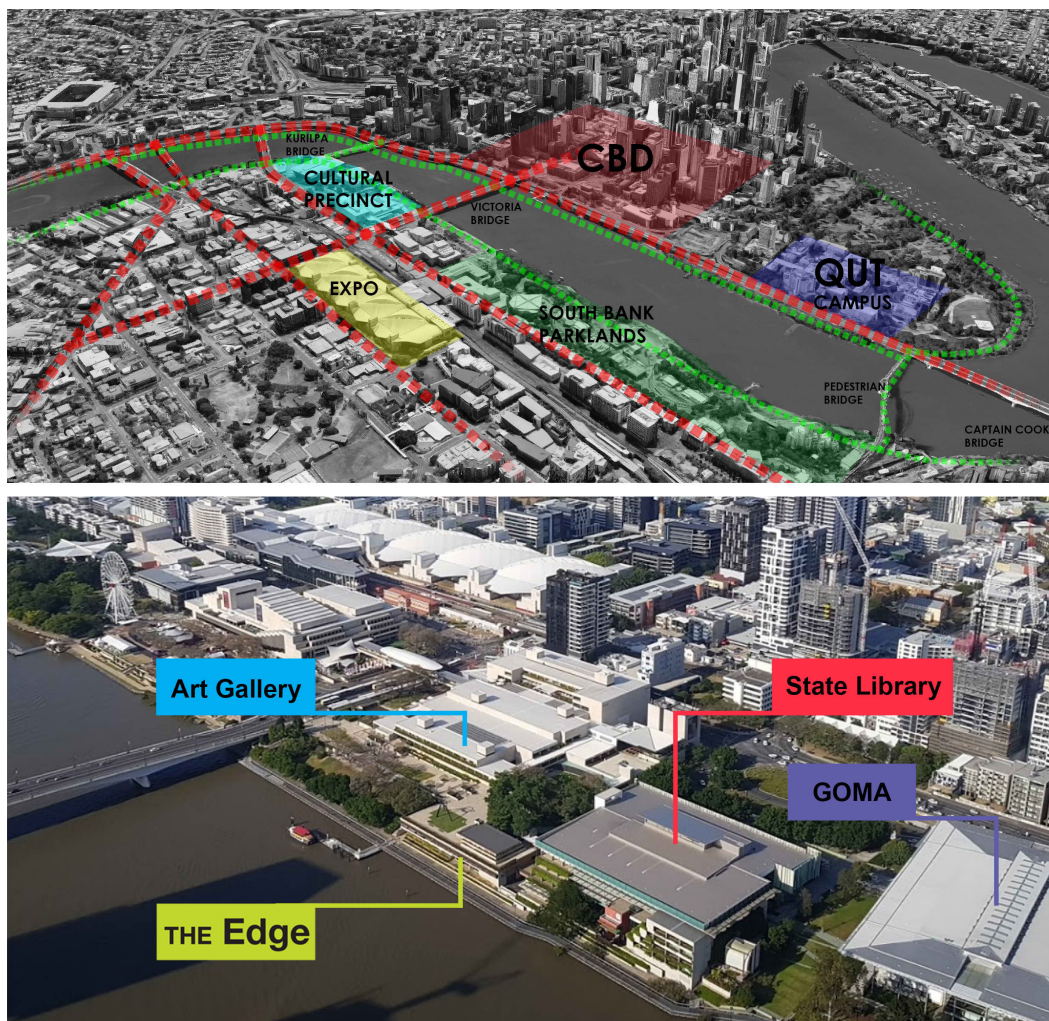 KURILPA
BRIDGE
CBD
CULTURAL
PRECINCT
VICTORIA
BRIDGE
QUT
CAMPUS
EXPO
SOUTH BANK
PARKLANDS
PEDESTRIAN
BRIDGE
CAPTAIN COOK
BRIDGE
Art Gallery
State Library
GOMA
THE Edge